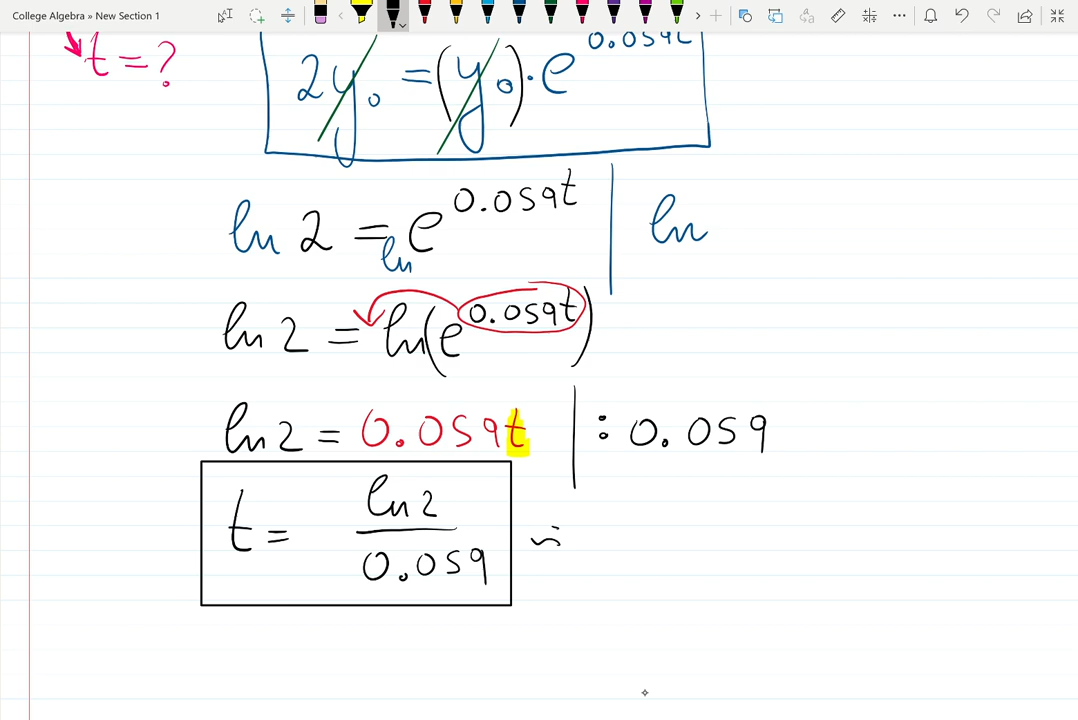 College Algebra » New Section 1
t = ?
2y₀ = (y₀) · e^0.059t
ln 2 = ln e^0.059t | ln
ln 2 = ln(e^0.059t)
ln 2 = 0.059t | : 0.059
t = ln 2 / 0.059 ≈